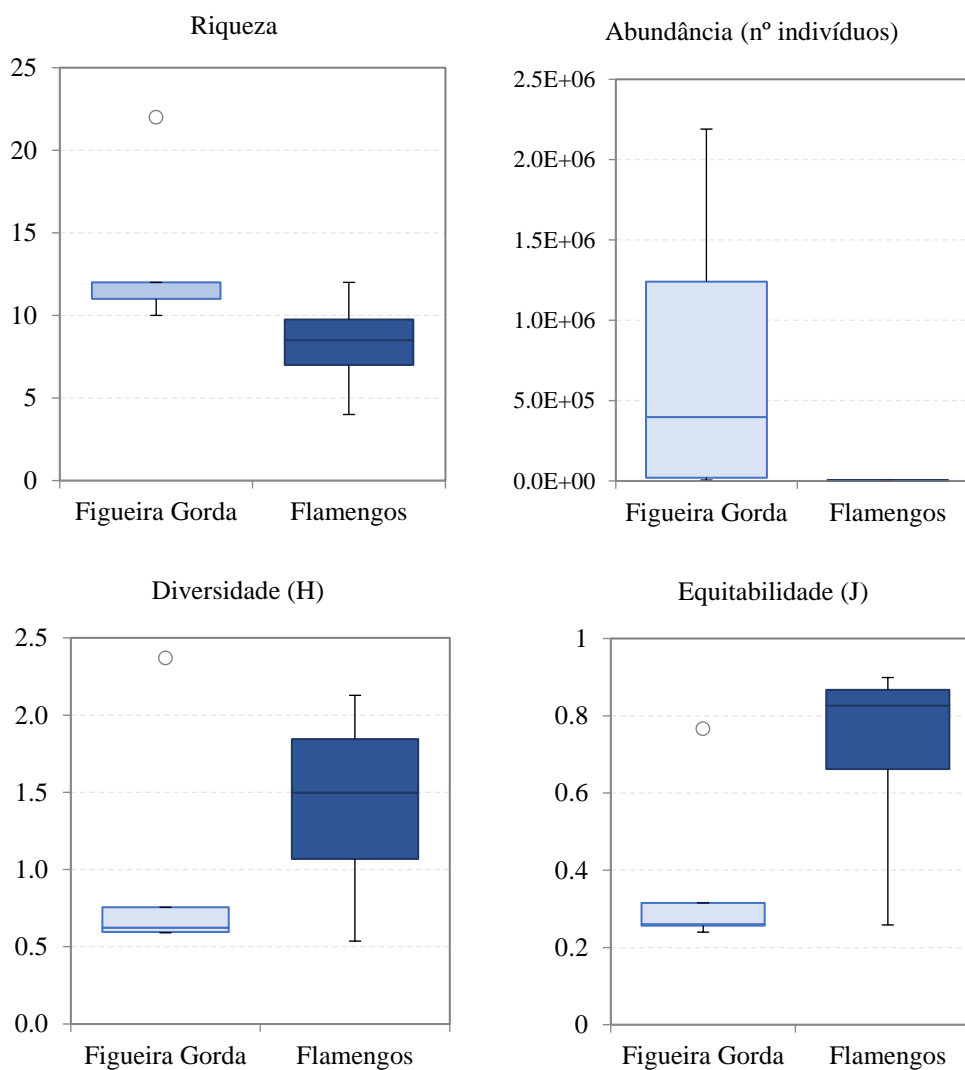 Riqueza
25
20
15
10
5
0
Figueira Gorda Flamengos
Abundância (nº indivíduos)
2.5E+06
2.0E+06
1.5E+06
1.0E+06
5.0E+05
0.0E+00
Figueira Gorda Flamengos
Diversidade (H)
2.5
2.0
1.5
1.0
0.5
0.0
Figueira Gorda Flamengos
Equitabilidade (J)
1
0.8
0.6
0.4
0.2
0
Figueira Gorda Flamengos